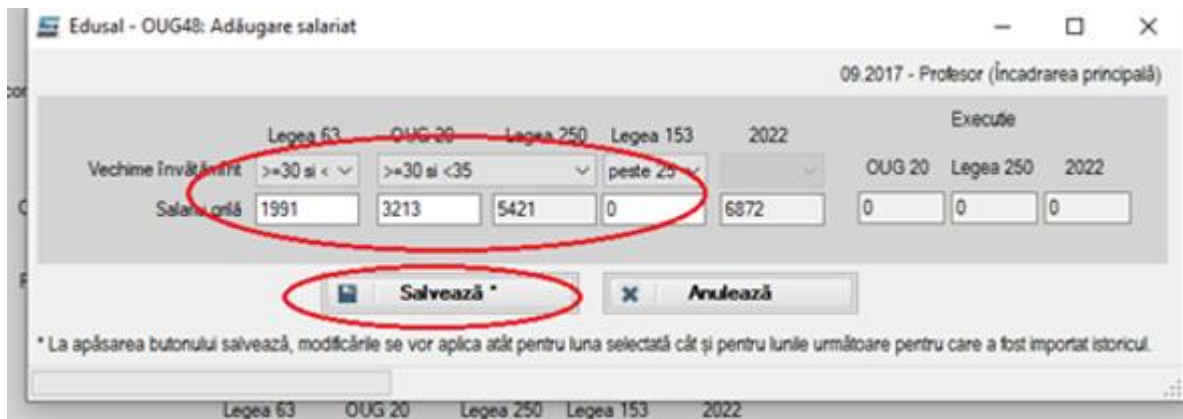 Edusal - OUG48: Adăugare salariat
09.2017 - Profesor (Încadrarea principală)
Executie
Legea 63 OUG 20 Legea 250 Legea 153 2022
Vechime învățămînt >=30 si < >=30 si <35 peste 25 OUG 20 Legea 250 2022
Salariu grilă 1991 3213 5421 0 6872 0 0 0
Salvează * Anulează
* La apăsarea butonului salvează, modificările se vor aplica atât pentru luna selectată cât și pentru lunile următoare pentru care a fost importat istoricul.
Legea 63 OUG 20 Legea 250 Legea 153 2022